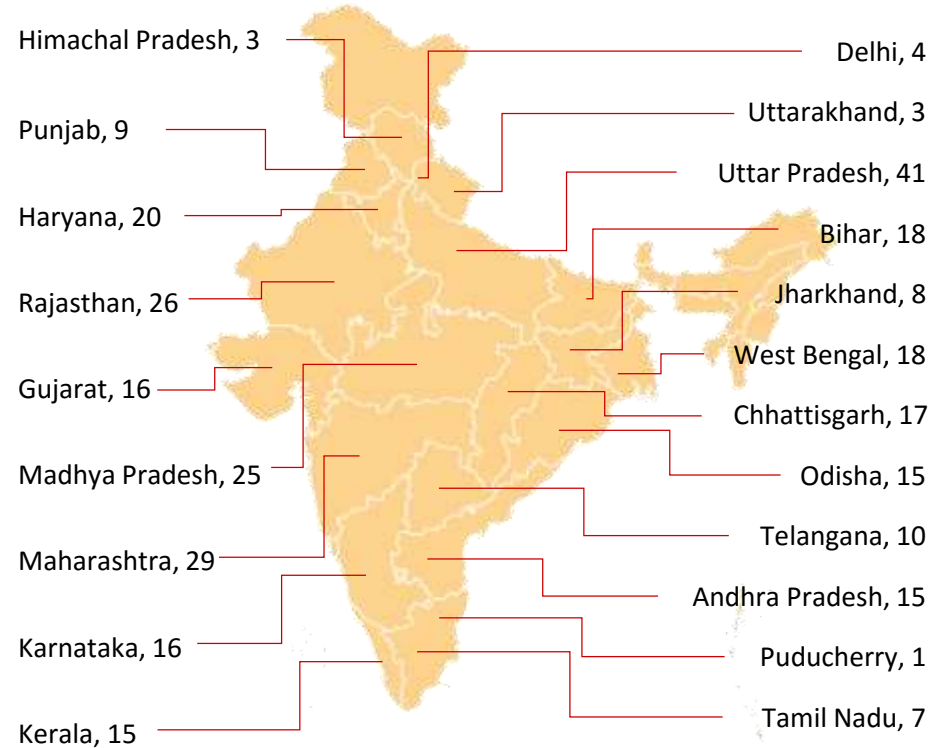 Himachal Pradesh, 3
Punjab, 9
Haryana, 20
Rajasthan, 26
Gujarat, 16
Madhya Pradesh, 25
Maharashtra, 29
Karnataka, 16
Kerala, 15
Delhi, 4
Uttarakhand, 3
Uttar Pradesh, 41
Bihar, 18
Jharkhand, 8
West Bengal, 18
Chhattisgarh, 17
Odisha, 15
Telangana, 10
Andhra Pradesh, 15
Puducherry, 1
Tamil Nadu, 7